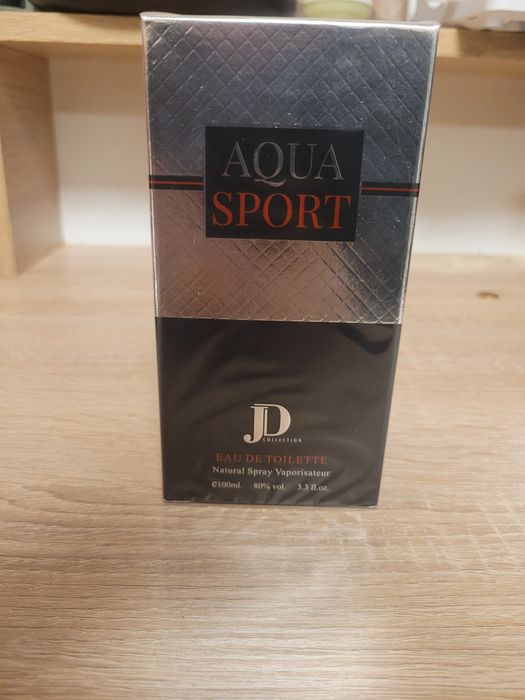 AQUA
SPORT
JD
COLLECTION
EAU DE TOILETTE
Natural Spray Vaporisateur
℮100ml. 80% vol. 3.3 fl.oz.